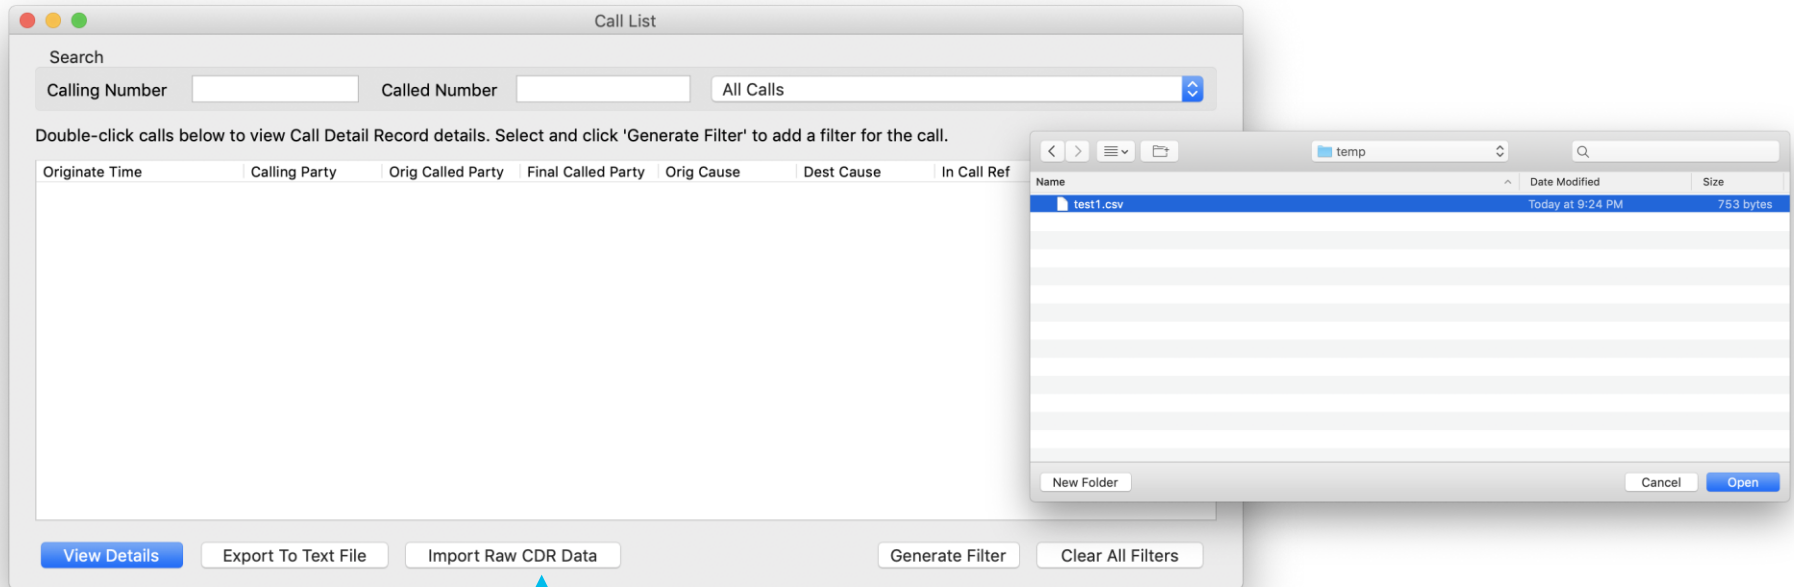 Call List
Search
Calling Number
Called Number
All Calls
Double-click calls below to view Call Detail Record details. Select and click 'Generate Filter' to add a filter for the call.
Originate Time Calling Party Orig Called Party Final Called Party Orig Cause Dest Cause In Call Ref
View Details Export To Text File Import Raw CDR Data Generate Filter Clear All Filters
temp
Name Date Modified Size
test1.csv Today at 9:24 PM 753 bytes
New Folder Cancel Open